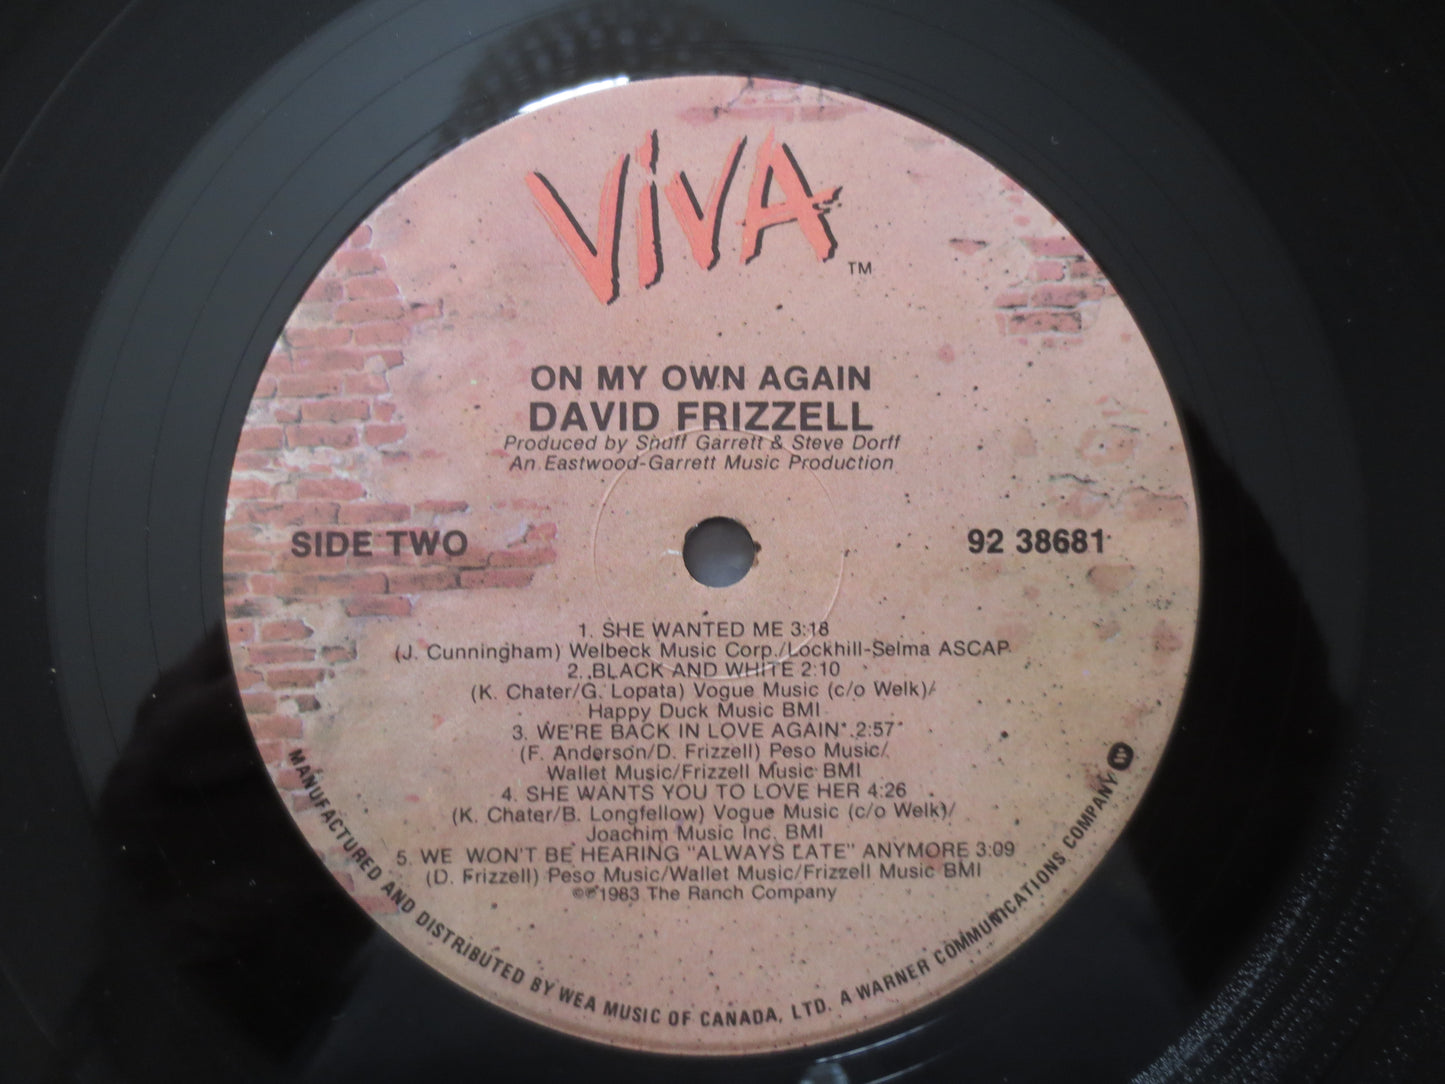 ViVA
TM
ON MY OWN AGAIN
DAVID FRIZZELL
Produced by Snuff Garrett & Steve Dorff
An Eastwood-Garrett Music Production
SIDE TWO
92 38681
1. SHE WANTED ME 3:18
(J. Cunningham) Welbeck Music Corp./Lockhill-Selma ASCAP
2. BLACK AND WHITE 2:10
(K. Chater/G. Lopata) Vogue Music (c/o Welk)/
Happy Duck Music BMI
3. WE'RE BACK IN LOVE AGAIN 2:57
(F. Anderson/D. Frizzell) Peso Music/
Wallet Music/Frizzell Music BMI
4. SHE WANTS YOU TO LOVE HER 4:26
(K. Chater/B. Longfellow) Vogue Music (c/o Welk)/
Joachim Music Inc. BMI
5. WE WON'T BE HEARING "ALWAYS LATE" ANYMORE 3:09
(D. Frizzell) Peso Music/Wallet Music/Frizzell Music BMI
©℗1983 The Ranch Company
MANUFACTURED AND DISTRIBUTED BY WEA MUSIC OF CANADA, LTD. A WARNER COMMUNICATIONS COMPANY